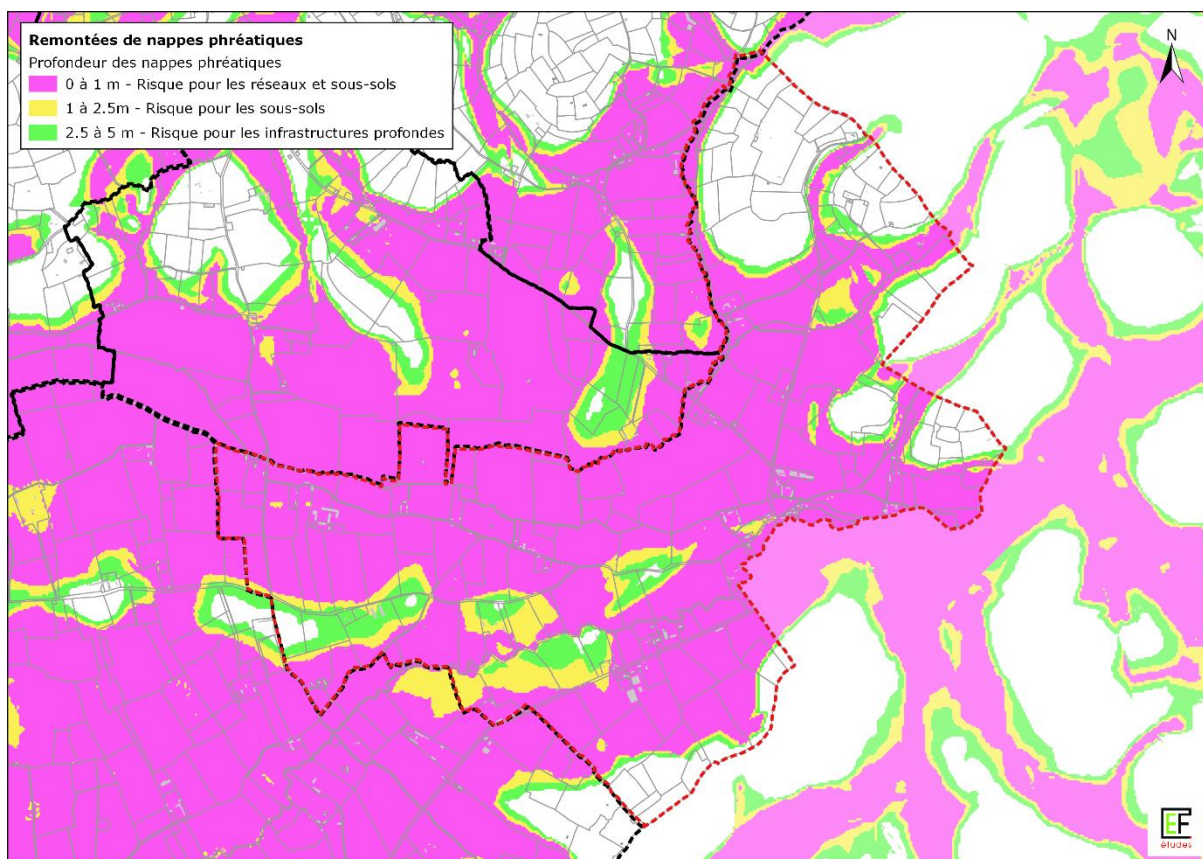 Remontées de nappes phréatiques
Profondeur des nappes phréatiques
0 à 1 m - Risque pour les réseaux et sous-sols
1 à 2.5m - Risque pour les sous-sols
2.5 à 5 m - Risque pour les infrastructures profondes
N
CEF
études